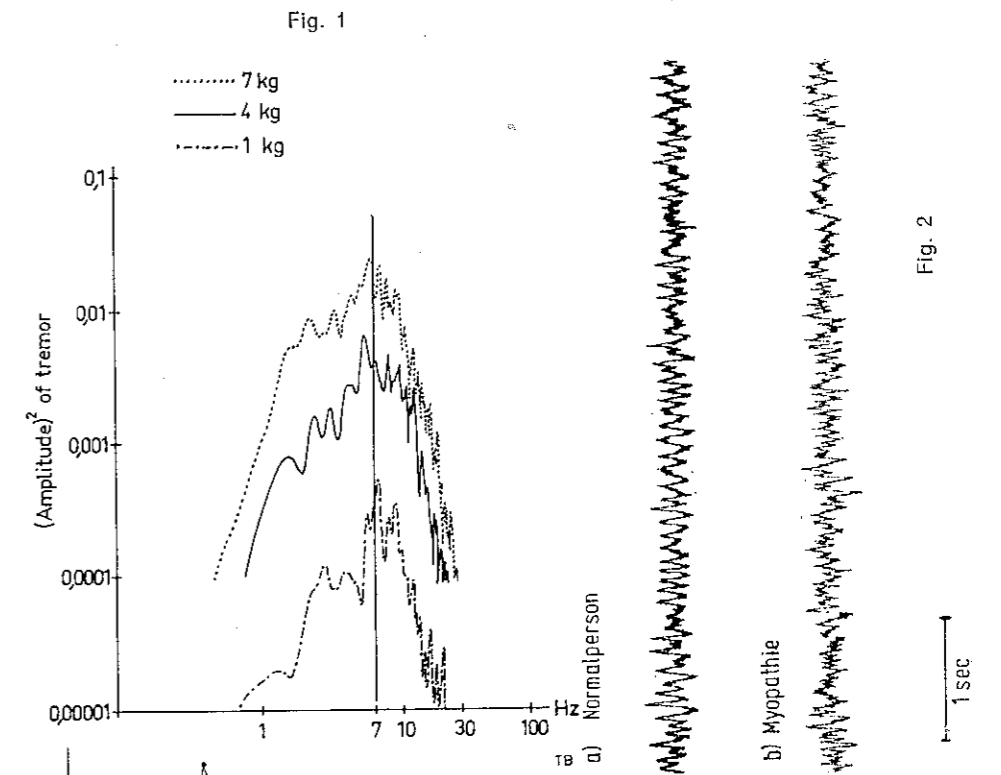 Fig. 1
7 kg
4 kg
1 kg
(Amplitude)² of tremor
0,1
0,01
0,001
0,0001
0,00001
1
7
10
30
100
Hz
TB
a) Normalperson
b) Myopathie
Fig. 2
1 sec